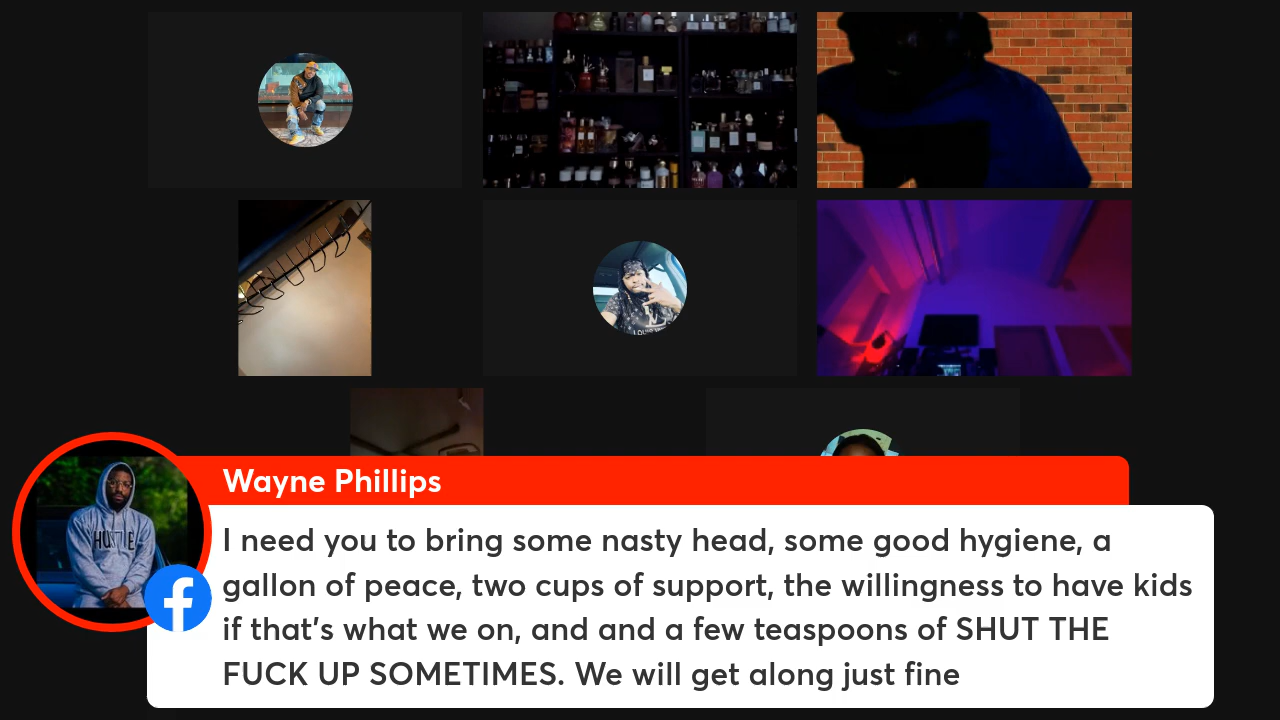 Wayne Phillips
I need you to bring some nasty head, some good hygiene, a
gallon of peace, two cups of support, the willingness to have kids
if that’s what we on, and and a few teaspoons of SHUT THE
FUCK UP SOMETIMES. We will get along just fine